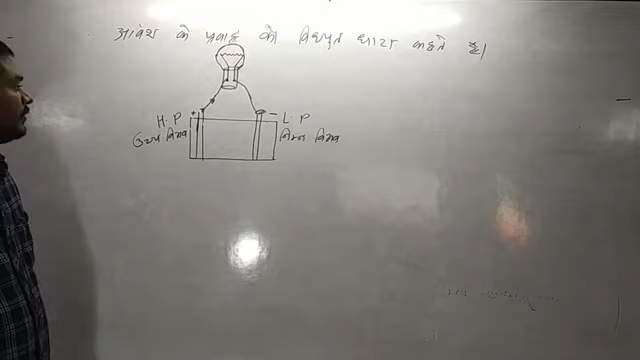 आवेश के प्रवाह को विद्युत धारा कहते है।
H.P + - L.P
उच्च विभव निम्न विभव